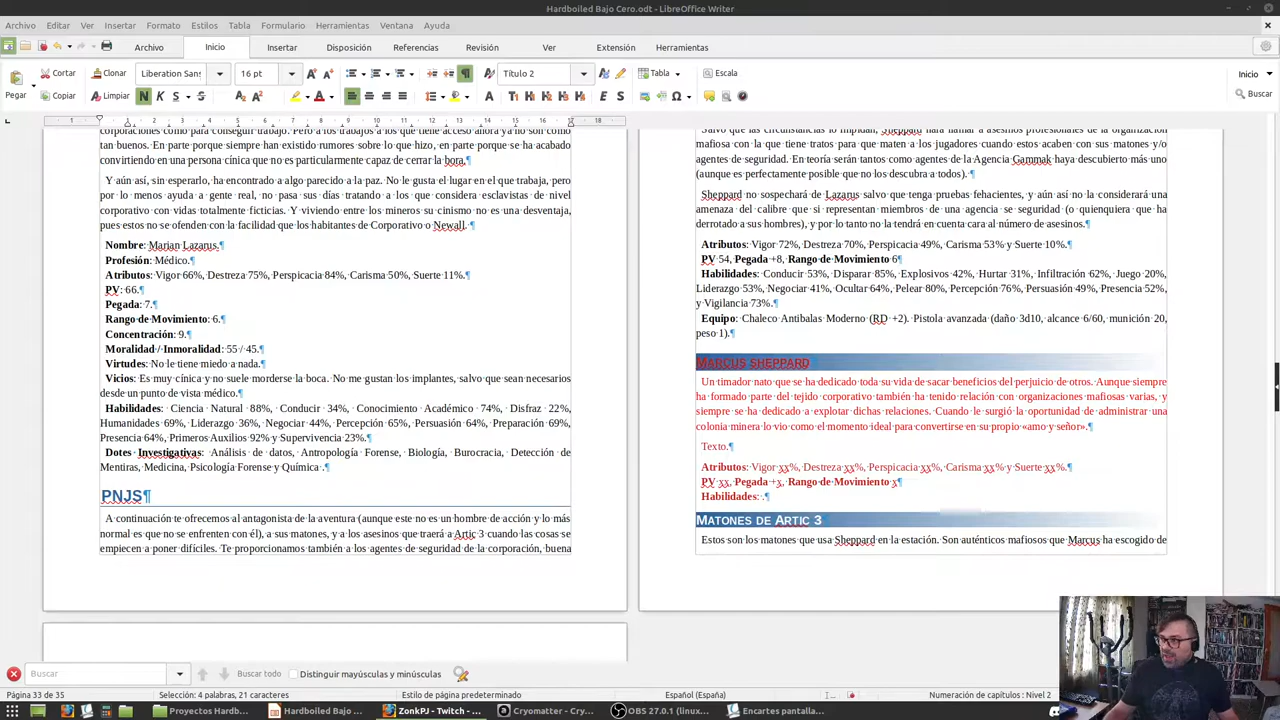 Hardboiled Bajo Cero.odt - LibreOffice Writer
Archivo Editar Ver Insertar Formato Estilos Tabla Formulario Herramientas Ventana Ayuda
Archivo Inicio Insertar Disposición Referencias Revisión Ver Extensión Herramientas
Pegar Cortar Clonar Liberation Sans 16 pt Título 2 Tabla Escala Inicio
Copiar Limpiar Buscar
1 1 2 3 4 5 6 7 8 9 10 11 12 13 14 15 16 18
corporaciones como para conseguir trabajo. Pero a los trabajos a los que tiene acceso ahora ya no son como
tan buenos. En parte porque siempre han existido rumores sobre lo que hizo, en parte porque se ha acabado
convirtiendo en una persona cínica que no es particularmente capaz de cerrar la bora.¶
Y aún así, sin esperarlo, ha encontrado a algo parecido a la paz. No le gusta el lugar en el que trabaja, pero
por lo menos ayuda a gente real, no pasa sus días tratando a los que considera esclavistas de nivel
corporativo con vidas totalmente ficticias. Y viviendo entre los mineros su cinismo no es una desventaja,
pues estos no se ofenden con la facilidad que los habitantes de Corporativo o Newall. ¶
Nombre: Marian Lazarus.¶
Profesión: Médico.¶
Atributos: Vigor 66%, Destreza 75%, Perspicacia 84%, Carisma 50%, Suerte 11%.¶
PV: 66.¶
Pegada: 7.¶
Rango de Movimiento: 6.¶
Concentración: 9.¶
Moralidad / Inmoralidad: 55 / 45.¶
Virtudes: No le tiene miedo a nada.¶
Vicios: Es muy cínica y no suele morderse la boca. No me gustan los implantes, salvo que sean necesarios
desde un punto de vista médico.¶
Habilidades: Ciencia Natural 88%, Conducir 34%, Conocimiento Académico 74%, Disfraz 22%,
Humanidades 69%, Liderazgo 36%, Negociar 44%, Percepción 65%, Persuasión 64%, Preparación 69%,
Presencia 64%, Primeros Auxilios 92% y Supervivencia 23%.¶
Dotes Investigativas: Análisis de datos, Antropología Forense, Biología, Burocracia, Detección de
Mentiras, Medicina, Psicología Forense y Química .¶
PNJS¶
A continuación te ofrecemos al antagonista de la aventura (aunque este no es un hombre de acción y lo más
normal es que no se enfrenten con él), a sus matones, y a los asesinos que traerá a Artic 3 cuando las cosas se
empiecen a poner difíciles. Te proporcionamos también a los agentes de seguridad de la corporación, buena
Salvo que las circunstancias lo impidan, Sheppard hará llamar a asesinos profesionales de la organización
mafiosa con la que tiene tratos para que maten a los jugadores cuando estos acaben con sus matones y/o
agentes de seguridad. En teoría serán tantos como agentes de la Agencia Gammak haya descubierto más uno
(aunque es perfectamente posible que no los descubra a todos). ¶
Sheppard no sospechará de Lazarus salvo que tenga pruebas fehacientes, y aún así no la considerará una
amenaza del calibre que si representan miembros de una agencia se seguridad (o quienquiera que ha
derrotado a sus hombres), y por lo tanto no la tendrá en cuenta cara al número de asesinos.¶
Atributos: Vigor 72%, Destreza 70%, Perspicacia 49%, Carisma 53% y Suerte 10%.¶
PV 54, Pegada +8, Rango de Movimiento 6¶
Habilidades: Conducir 53%, Disparar 85%, Explosivos 42%, Hurtar 31%, Infiltración 62%, Juego 20%,
Liderazgo 53%, Negociar 41%, Ocultar 64%, Pelear 80%, Percepción 76%, Persuasión 49%, Presencia 52%,
y Vigilancia 73%.¶
Equipo: Chaleco Antibalas Moderno (RD +2). Pistola avanzada (daño 3d10, alcance 6/60, munición 20,
peso 1).¶
MARCUS SHEPPARD
Un timador nato que se ha dedicado toda su vida de sacar beneficios del perjuicio de otros. Aunque siempre
ha formado parte del tejido corporativo también ha tenido relación con organizaciones mafiosas varias, y
siempre se ha dedicado a explotar dichas relaciones. Cuando le surgió la oportunidad de administrar una
colonia minera lo vio como el momento ideal para convertirse en su propio «amo y señor».¶
Texto.¶
Atributos: Vigor xx%, Destreza xx%, Perspicacia xx%, Carisma xx% y Suerte xx%.¶
PV xx, Pegada +x, Rango de Movimiento x¶
Habilidades: .¶
MATONES DE ARTIC 3
Estos son los matones que usa Sheppard en la estación. Son auténticos mafiosos que Marcus ha escogido de
Buscar Buscar todo Distinguir mayúsculas y minúsculas
Página 33 de 35 Selección: 4 palabras, 21 caracteres Estilo de página predeterminado Español (España) Numeración de capítulos : Nivel 2
Proyectos Hardb... Hardboiled Bajo ... ZonkPJ - Twitch - ... Cryomatter - Cry... OBS 27.0.1 (linux... Encartes pantalla...